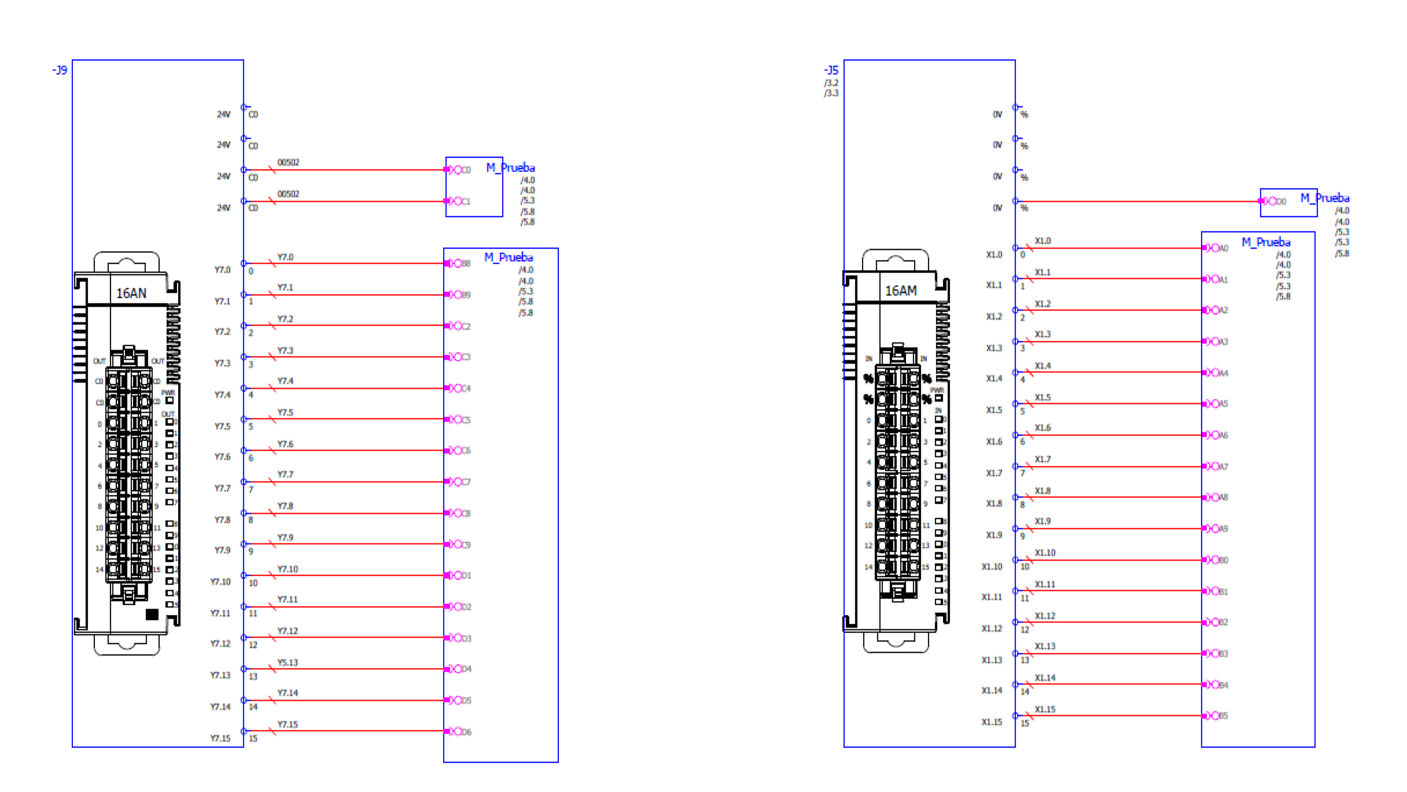 -J9
24V C0
24V C0
24V C0 00502 C0 M_Prueba
/4.0
/4.0
/5.3
/5.8
/5.8
24V C0 00502 C1
M_Prueba
/4.0
/4.0
/5.3
/5.8
/5.8
Y7.0 0 Y7.0 B8
Y7.1 1 Y7.1 B9
Y7.2 2 Y7.2 C2
Y7.3 3 Y7.3 C3
Y7.4 4 Y7.4 C4
Y7.5 5 Y7.5 C5
Y7.6 6 Y7.6 C6
Y7.7 7 Y7.7 C7
Y7.8 8 Y7.8 C8
Y7.9 9 Y7.9 C9
Y7.10 10 Y7.10 D1
Y7.11 11 Y7.11 D2
Y7.12 12 Y7.12 D3
Y7.13 13 Y5.13 D4
Y7.14 14 Y7.14 D5
Y7.15 15 Y7.15 D6
16AN
OUT OUT
C0 C0
PWR
C0 C0
OUT
0 1
2 3
4 5
6 7
8 9
10 11
12 13
14 15
-J5
/3.2
/3.3
0V %
0V %
0V %
0V % D0 M_Prueba
/4.0
/4.0
/5.3
/5.3
/5.8
M_Prueba
/4.0
/4.0
/5.3
/5.3
/5.8
X1.0 0 X1.0 A0
X1.1 1 X1.1 A1
X1.2 2 X1.2 A2
X1.3 3 X1.3 A3
X1.4 4 X1.4 A4
X1.5 5 X1.5 A5
X1.6 6 X1.6 A6
X1.7 7 X1.7 A7
X1.8 8 X1.8 A8
X1.9 9 X1.9 A9
X1.10 10 X1.10 B0
X1.11 11 X1.11 B1
X1.12 12 X1.12 B2
X1.13 13 X1.13 B3
X1.14 14 X1.14 B4
X1.15 15 X1.15 B5
16AM
IN IN
% %
PWR
% %
IN
0 1
2 3
4 5
6 7
8 9
10 11
12 13
14 15